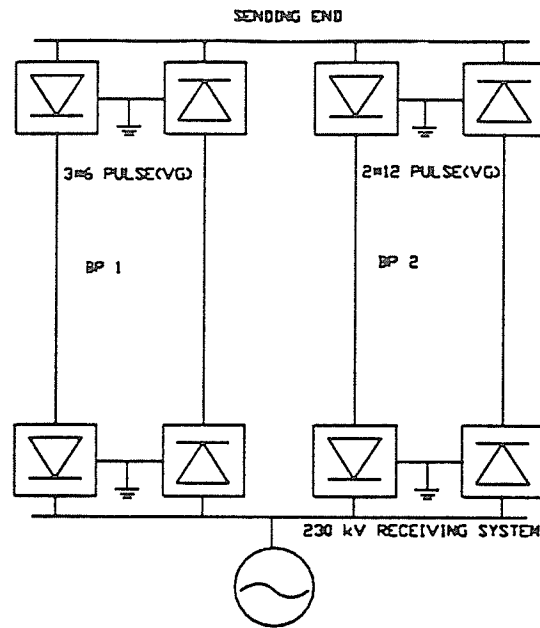 SENDING END
3*6 PULSE(VG)
2*12 PULSE(VG)
BP 1
BP 2
230 kV RECEIVING SYSTEM